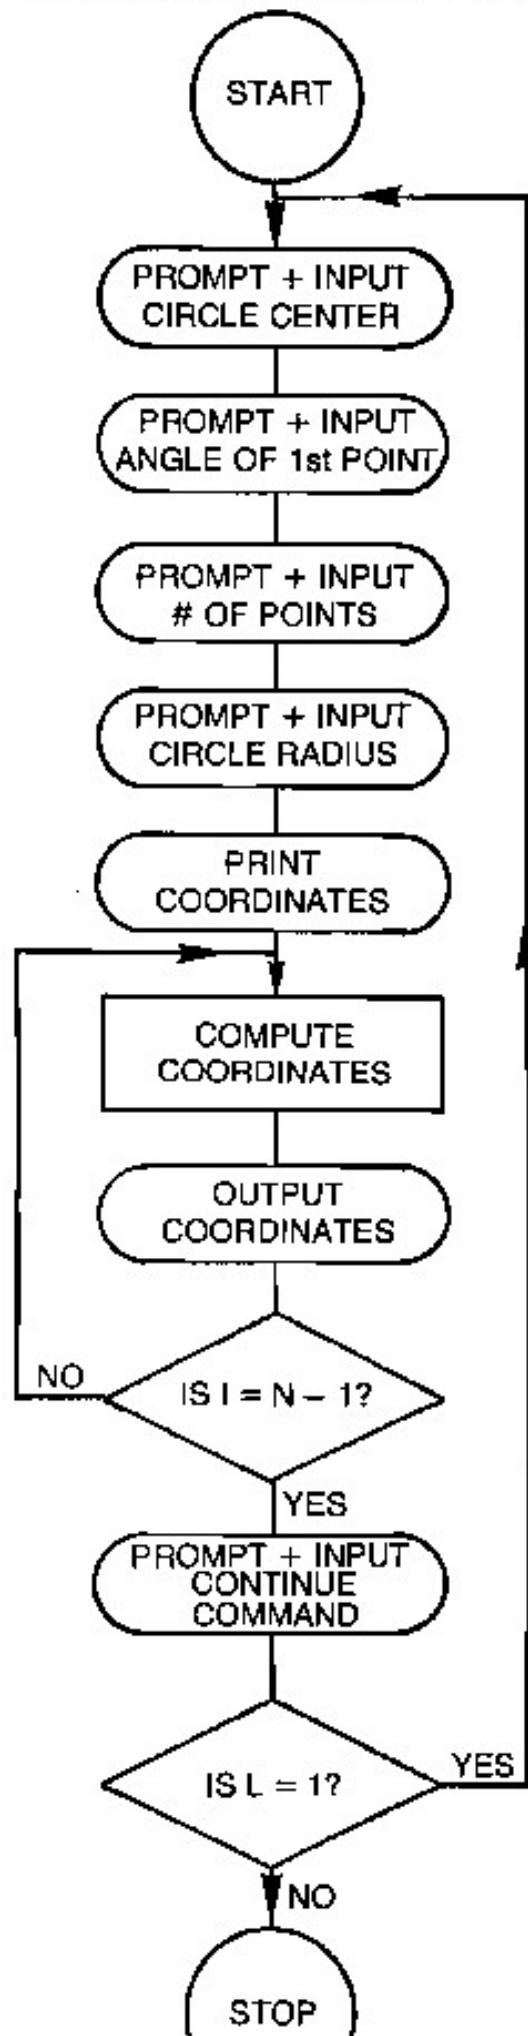 START
PROMPT + INPUT
CIRCLE CENTER
PROMPT + INPUT
ANGLE OF 1st POINT
PROMPT + INPUT
# OF POINTS
PROMPT + INPUT
CIRCLE RADIUS
PRINT
COORDINATES
COMPUTE
COORDINATES
OUTPUT
COORDINATES
IS I = N – 1?
NO
YES
PROMPT + INPUT
CONTINUE
COMMAND
IS L = 1?
YES
NO
STOP